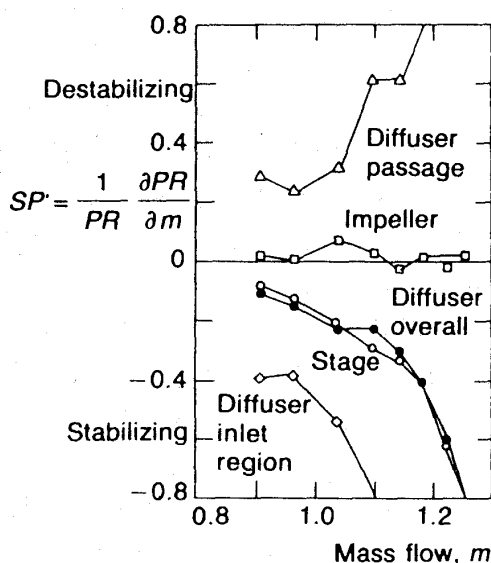 0.8
Destabilizing
0.4
Diffuser
passage
SP' = 1/PR ∂PR/∂m
Impeller
0
Diffuser
overall
Stage
−0.4
Diffuser
inlet
region
Stabilizing
−0.8
0.8 1.0 1.2
Mass flow, m